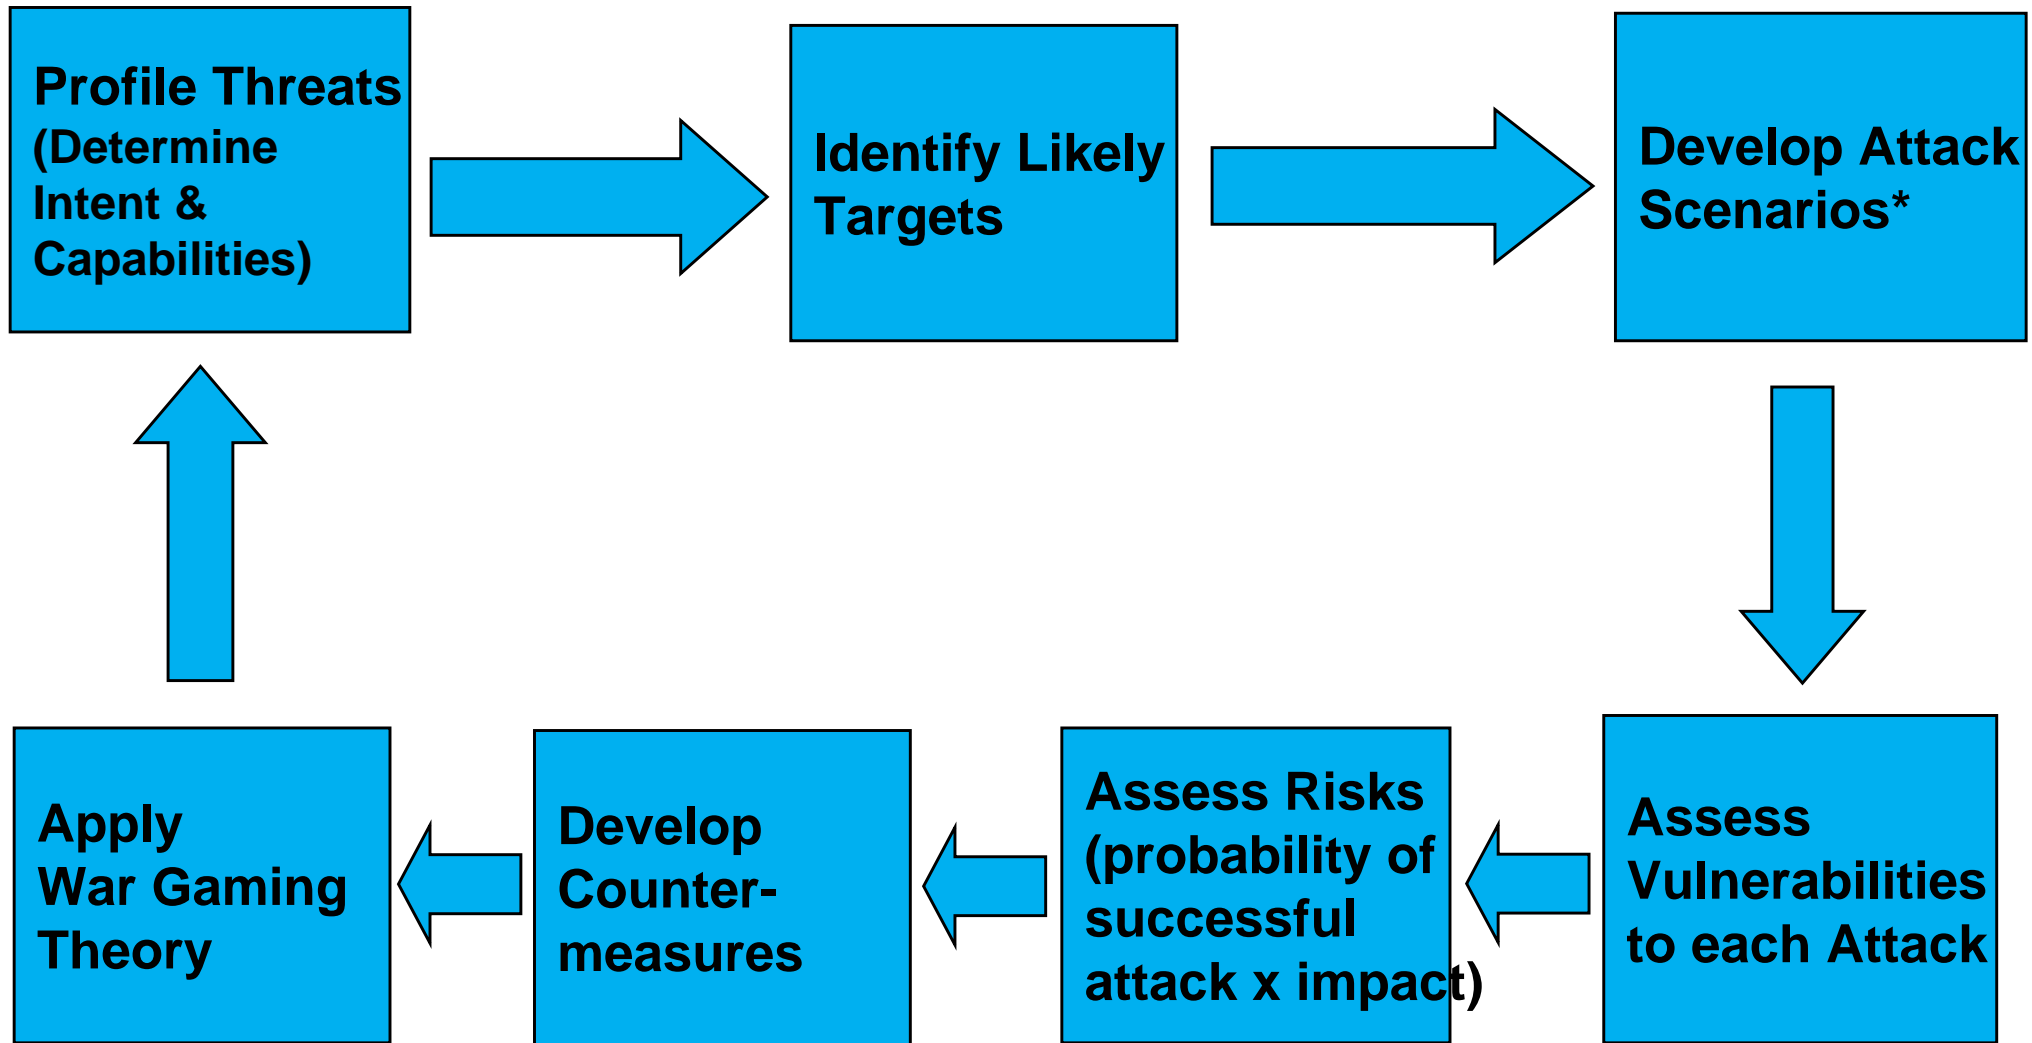 Profile Threats
(Determine
Intent &
Capabilities)
Identify Likely
Targets
Develop Attack
Scenarios*
Assess
Vulnerabilities
to each Attack
Assess Risks
(probability of
successful
attack x impact)
Develop
Counter-
measures
Apply
War Gaming
Theory